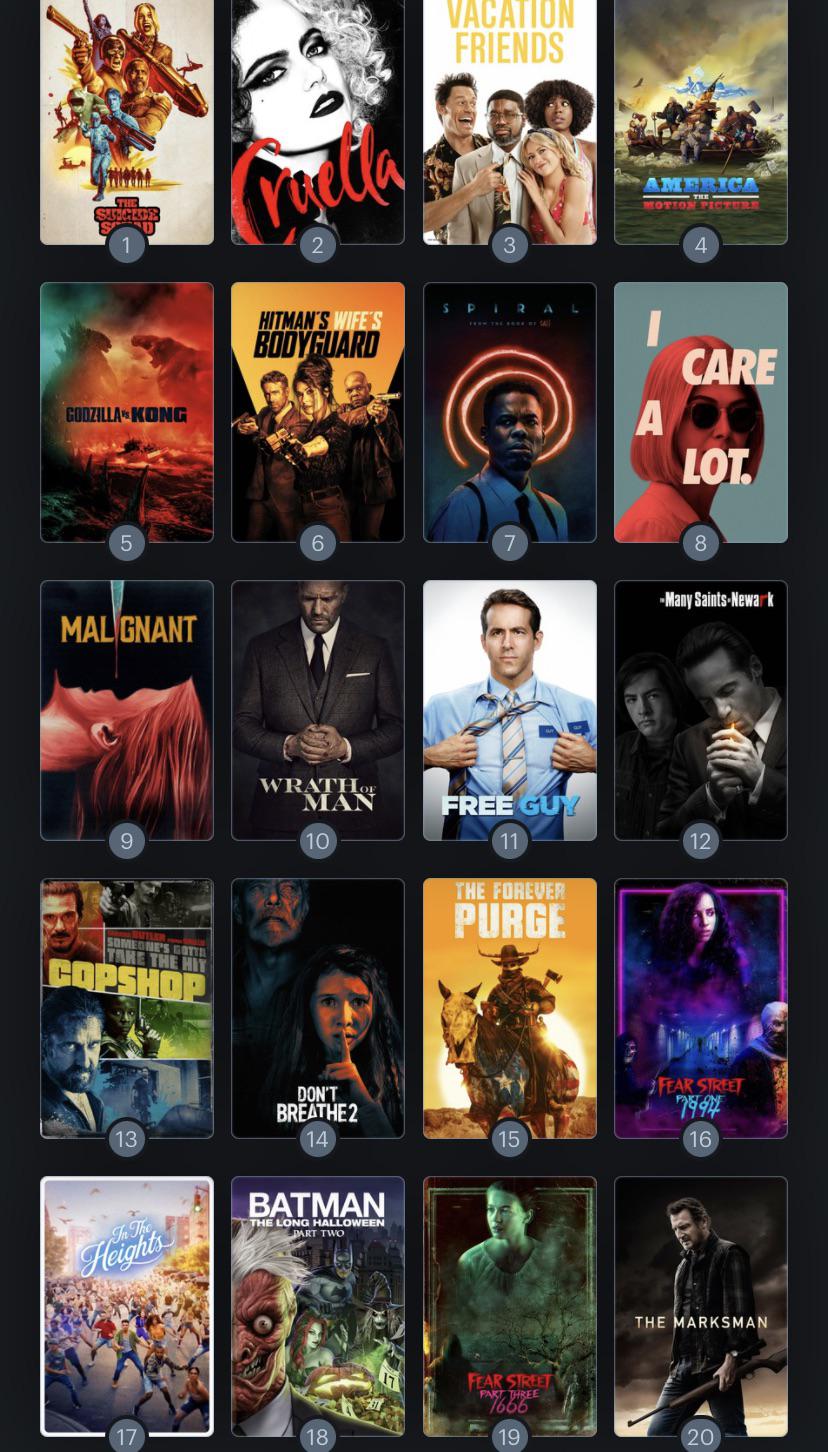 THE
SUICIDE
SQUAD
1
Cruella
2
VACATION
FRIENDS
3
AMERICA
THE
MOTION PICTURE
4
GODZILLA VS KONG
5
HITMAN'S WIFE'S
BODYGUARD
6
SPIRAL
FROM THE BOOK OF SAW
7
I
CARE
A
LOT.
8
MALIGNANT
9
WRATH OF
MAN
10
GUY
FREE GUY
11
THE Many Saints OF Newark
12
BUTLER
SOMEONE'S GOTTA
TAKE THE HIT
COPSHOP
13
DON'T
BREATHE 2
14
THE FOREVER
PURGE
15
FEAR STREET
PART ONE
1994
16
In The
Heights
17
BATMAN
THE LONG HALLOWEEN
PART TWO
17
18
FEAR STREET
PART THREE
1666
19
THE MARKSMAN
20